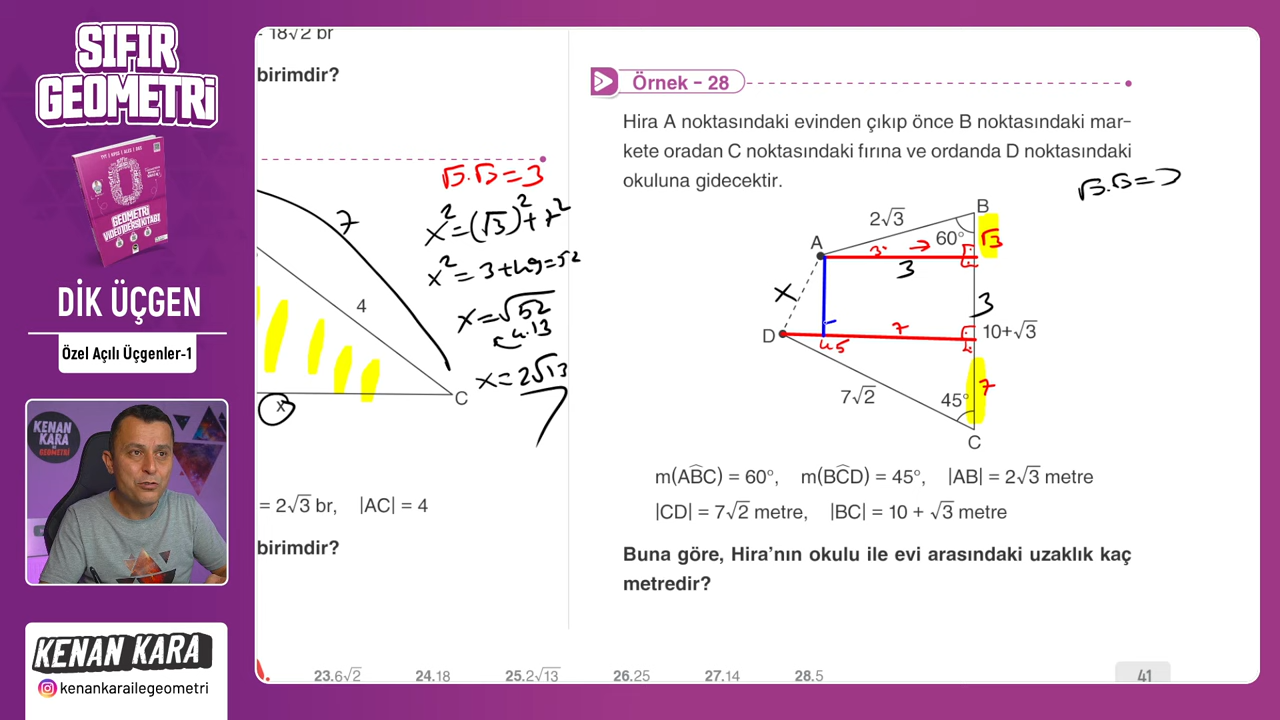 SIFIR
GEOMETRİ
GEOMETRİ
VİDEO DERS KİTABI
DİK ÜÇGEN
Özel Açılı Üçgenler-1
KENAN
KARA
GEOMETRİ
KENAN KARA
kenankarailegeometri
18√2 br
birimdir?
√3.√3=3
x²=(√3)²+7²
x²=3+49=52
x=√52
4.13
x=2√13
7
4
x
C
= 2√3 br, |AC| = 4
birimdir?
Örnek – 28
Hira A noktasındaki evinden çıkıp önce B noktasındaki mar-
kete oradan C noktasındaki fırına ve ordanda D noktasındaki
okuluna gidecektir.
√3.√3=3
B
2√3
60°
√3
A
3
3
x
3
D
7
10+√3
45
7√2
45°
7
C
m(ABC) = 60°, m(BCD) = 45°, |AB| = 2√3 metre
|CD| = 7√2 metre, |BC| = 10 + √3 metre
Buna göre, Hira’nın okulu ile evi arasındaki uzaklık kaç
metredir?
23.6√2 24.18 25.2√13 26.25 27.14 28.5
41